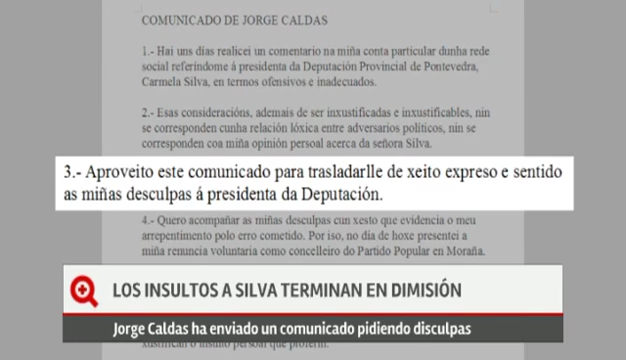 COMUNICADO DE JORGE CALDAS
1.- Hai uns días realicei un comentario na miña conta particular dunha rede
social referíndome á presidenta da Deputación Provincial de Pontevedra,
Carmela Silva, en termos ofensivos e inadecuados.
2.- Esas consideracións, ademais de ser inxustificadas e inxustificables, nin
se corresponden cunha relación lóxica entre adversarios políticos, nin se
corresponden coa miña opinión persoal acerca da señora Silva.
3.- Aproveito este comunicado para trasladarlle de xeito expreso e sentido
as miñas desculpas á presidenta da Deputación.
4.- Quero acompañar as miñas desculpas cun xesto que evidencia o meu
arrepentimento polo erro cometido. Por iso, no día de hoxe presentei a
miña renuncia voluntaria como concelleiro do Partido Popular en Moraña.
LOS INSULTOS A SILVA TERMINAN EN DIMISIÓN
Jorge Caldas ha enviado un comunicado pidiendo disculpas